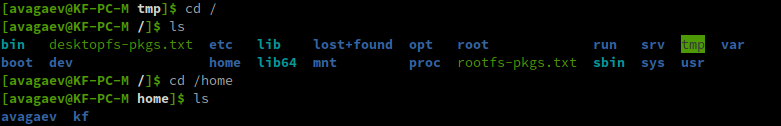 [avagaev@KF-PC-M tmp]$ cd /
[avagaev@KF-PC-M /]$ ls
bin desktopfs-pkgs.txt etc lib lost+found opt root run srv tmp var
boot dev home lib64 mnt proc rootfs-pkgs.txt sbin sys usr
[avagaev@KF-PC-M /]$ cd /home
[avagaev@KF-PC-M home]$ ls
avagaev kf